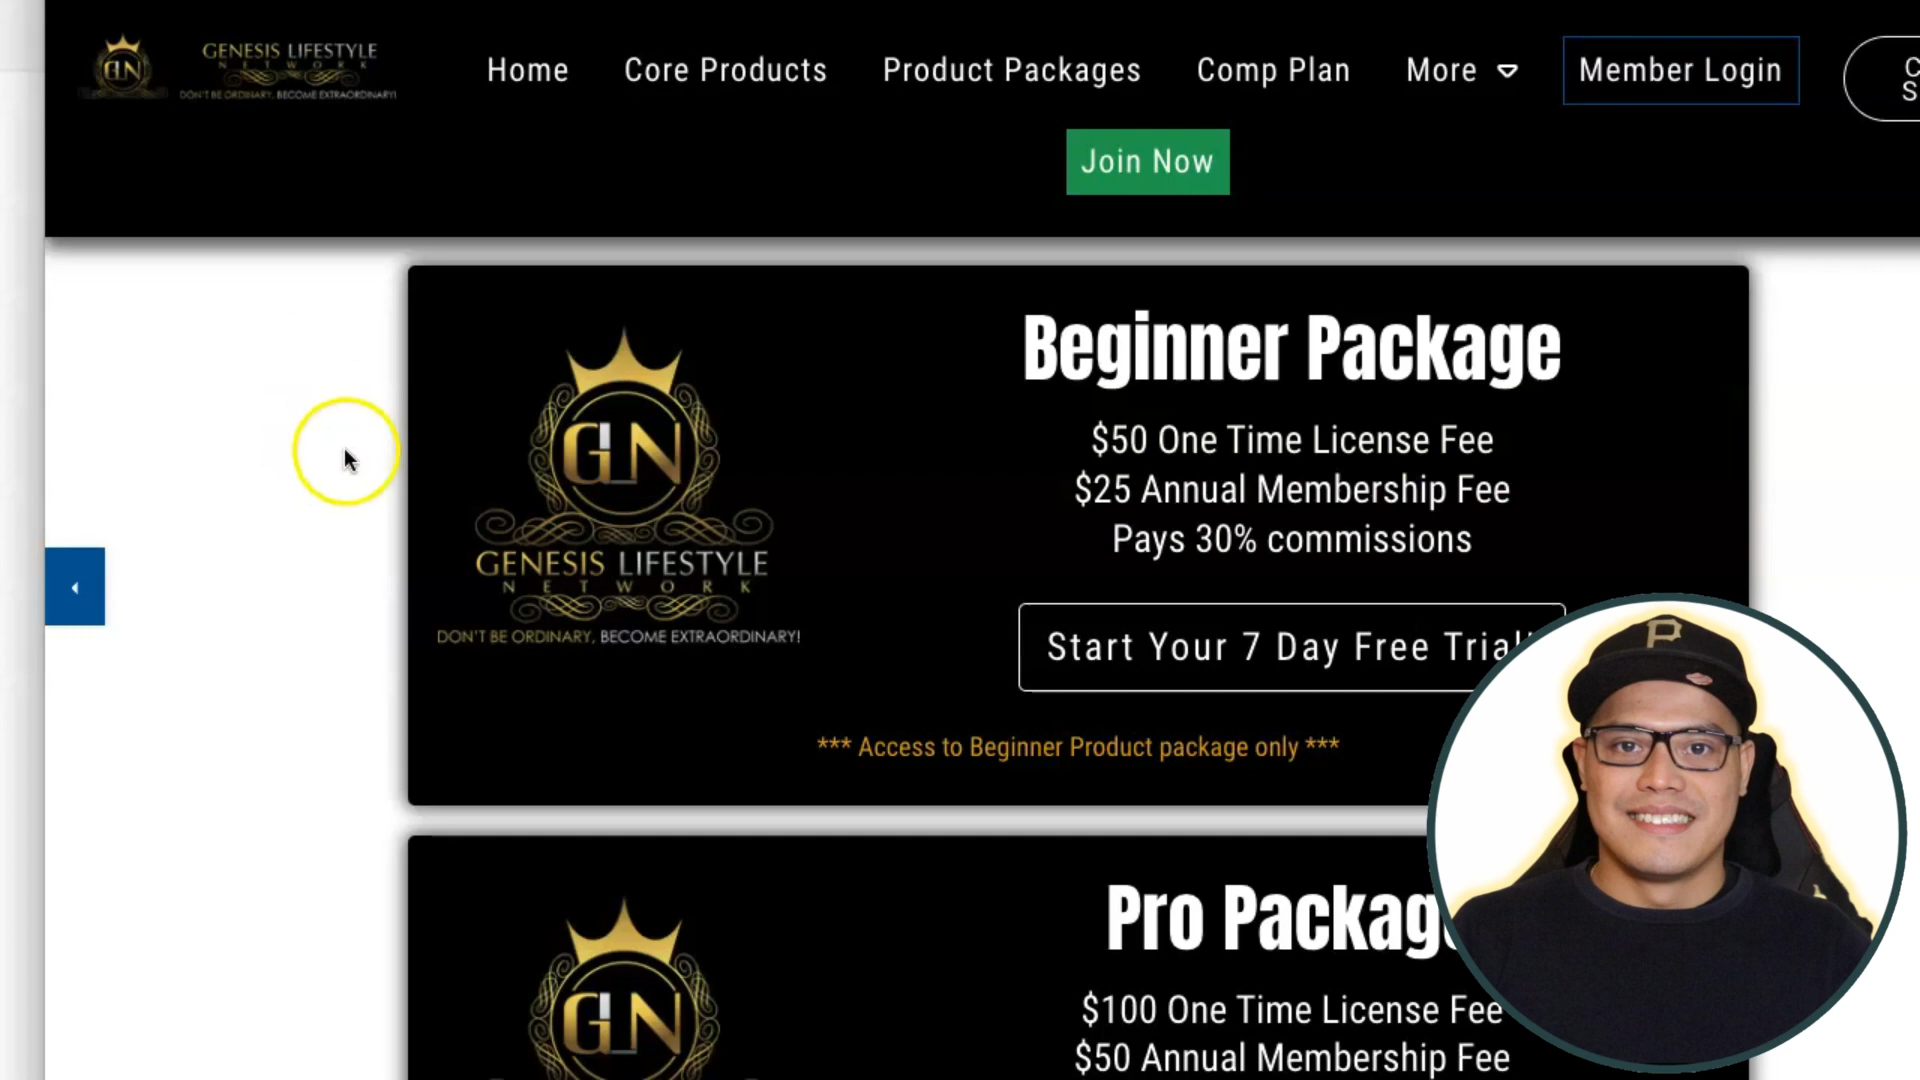 GLN
GENESIS LIFESTYLE
NETWORK
DON'T BE ORDINARY, BECOME EXTRAORDINARY!
Home
Core Products
Product Packages
Comp Plan
More
Member Login
Join Now
Beginner Package
$50 One Time License Fee
$25 Annual Membership Fee
Pays 30% commissions
GLN
GENESIS LIFESTYLE
NETWORK
DON'T BE ORDINARY, BECOME EXTRAORDINARY!
Start Your 7 Day Free Trial!
*** Access to Beginner Product package only ***
P
Pro Package
$100 One Time License Fee
$50 Annual Membership Fee
GLN